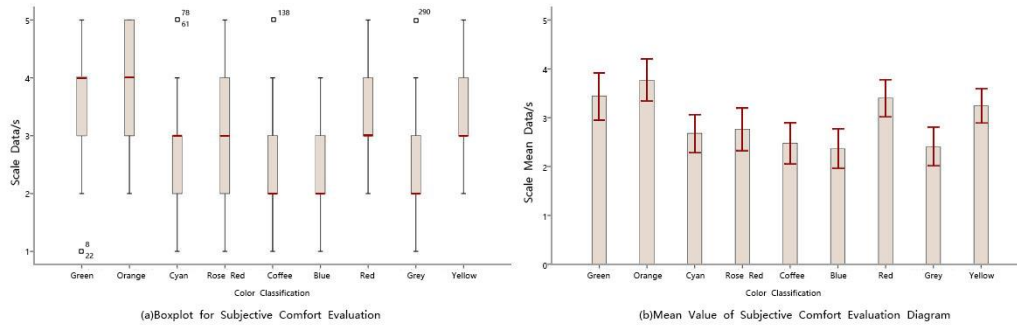 Scale Data/s
5
4
3
2
1
78
61
138
290
8
22
Green Orange Cyan Rose Red Coffee Blue Red Grey Yellow
Color Classification
(a)Boxplot for Subjective Comfort Evaluation
Scale Mean Data/s
5
4
3
2
1
0
Green Orange Cyan Rose Red Coffee Blue Red Grey Yellow
Color Classification
(b)Mean Value of Subjective Comfort Evaluation Diagram